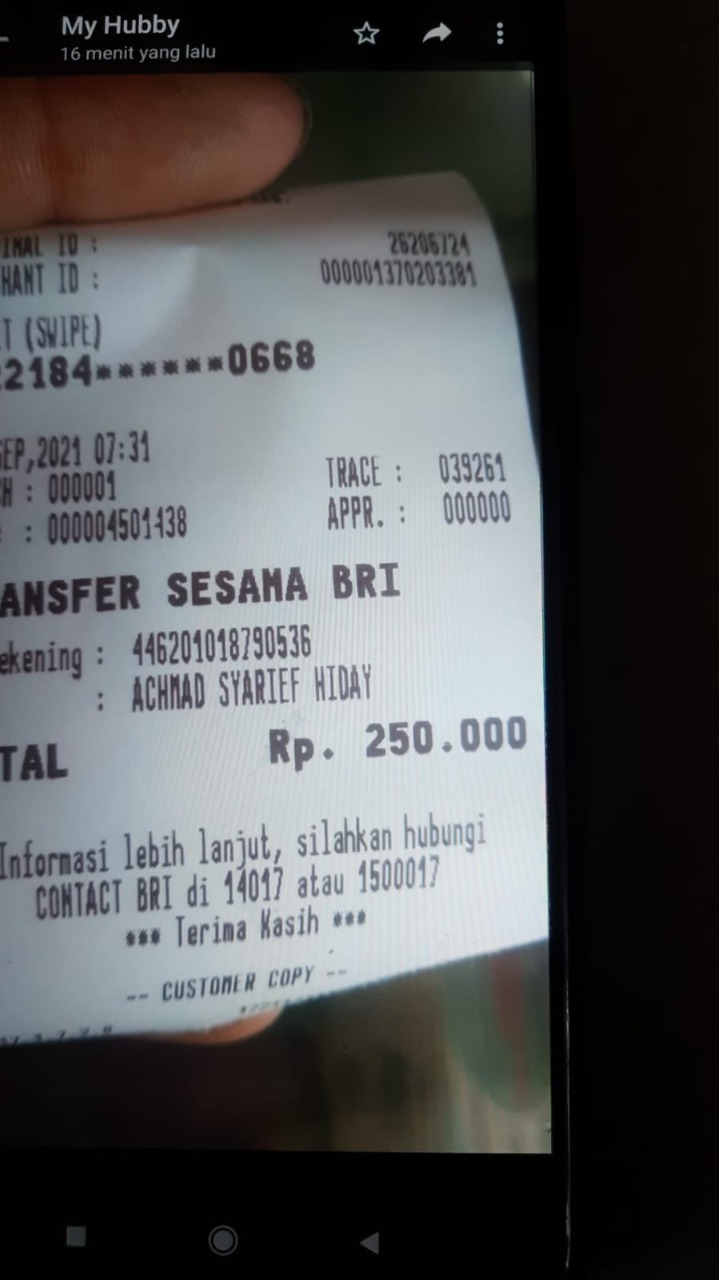 My Hubby
16 menit yang lalu
INAL ID : 26206724
HANT ID : 000001370203381
T (SWIPE)
2184******0668
SEP,2021 07:31
H : 000001 TRACE : 039261
: 000004501438 APPR. : 000000
ANSFER SESAMA BRI
ekening : 446201018790536
: ACHMAD SYARIEF HIDAY
TAL Rp. 250.000
Informasi lebih lanjut, silahkan hubungi
CONTACT BRI di 14017 atau 1500017
*** Terima Kasih ***
-- CUSTOMER COPY --